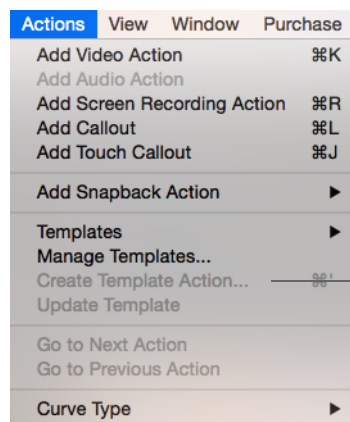 Actions View Window Purchase
Add Video Action ⌘K
Add Audio Action
Add Screen Recording Action ⌘R
Add Callout ⌘L
Add Touch Callout ⌘J
Add Snapback Action ▶
Templates ▶
Manage Templates...
Create Template Action... ⌘'
Update Template
Go to Next Action
Go to Previous Action
Curve Type ▶